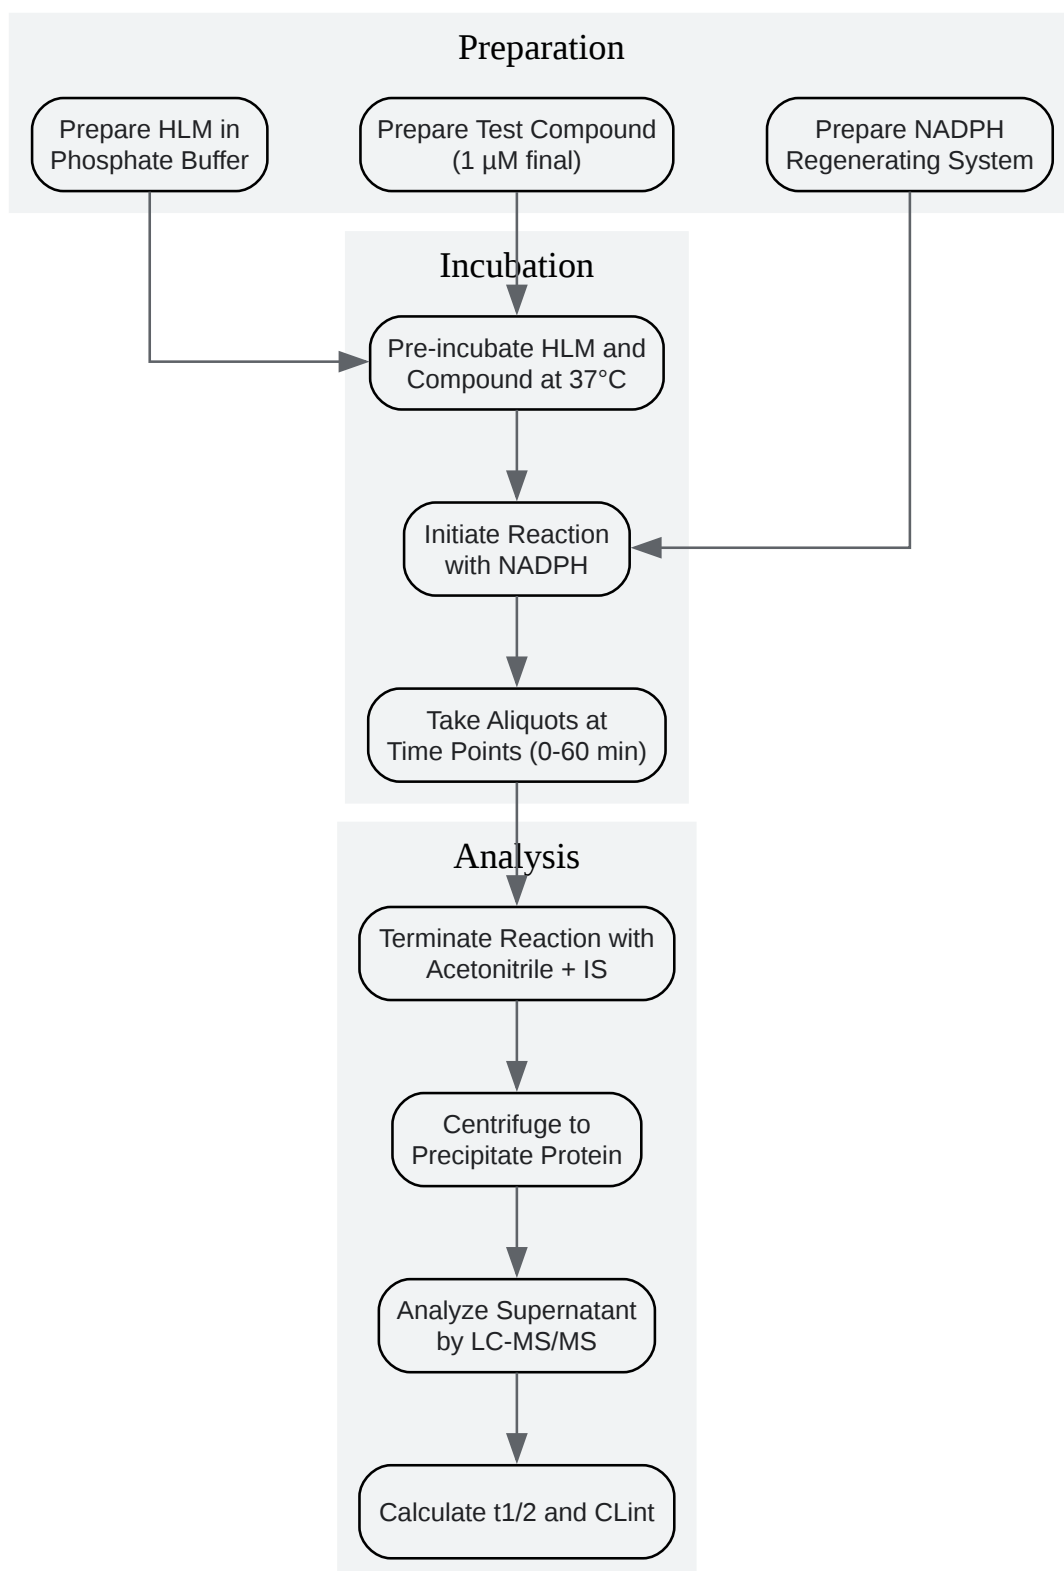 Preparation
Prepare HLM in
Phosphate Buffer
Prepare Test Compound
(1 µM final)
Prepare NADPH
Regenerating System
Incubation
Pre-incubate HLM and
Compound at 37°C
Initiate Reaction
with NADPH
Take Aliquots at
Time Points (0-60 min)
Analysis
Terminate Reaction with
Acetonitrile + IS
Centrifuge to
Precipitate Protein
Analyze Supernatant
by LC-MS/MS
Calculate t1/2 and CLint